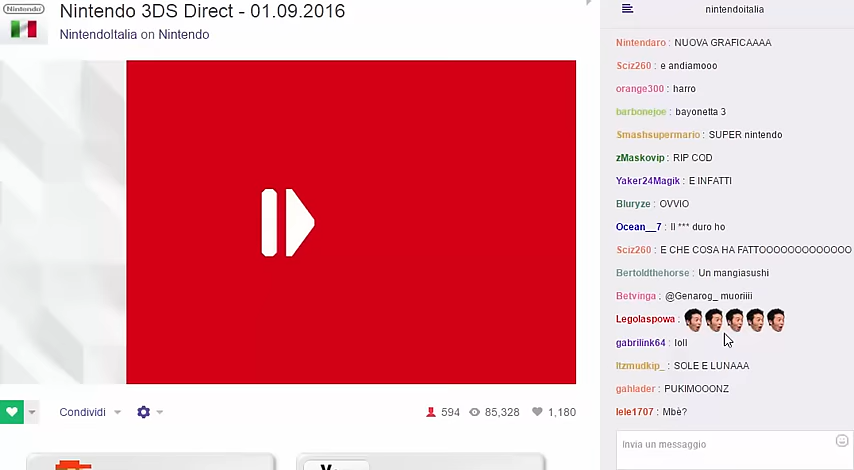 Nintendo
Nintendo 3DS Direct - 01.09.2016
NintendoItalia on Nintendo
Condividi
594
85,328
1,180
nintendoitalia
Nintendaro : NUOVA GRAFICAAAA
Sciz260 : e andiamooo
orange300 : harro
barbonejoe : bayonetta 3
Smashsupermario : SUPER nintendo
zMaskovip : RIP COD
Yaker24Magik : E INFATTI
Bluryze : OVVIO
Ocean__7 : Il *** duro ho
Sciz260 : E CHE COSA HA FATTOOOOOOOOOOOOO
Bertoldthehorse : Un mangiasushi
Betvinga : @Genarog_ muoriiii
Legolaspowa :
gabrilink64 : loll
Itzmudkip_ : SOLE E LUNAAA
gahlader : PUKIMOOONZ
lele1707 : Mbè?
Invia un messaggio